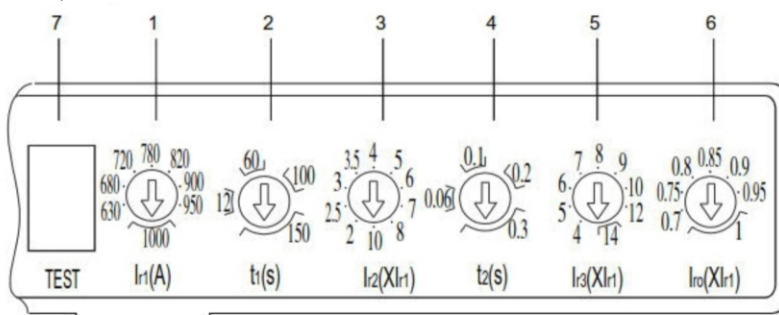 7 1 2 3 4 5 6
630 680 720 780 820 900 950 1000
12 60 100 150
2 2.5 3 3.5 4 5 6 7 8 10
0.06 0.1 0.2 0.3
4 5 6 7 8 9 10 12 14
0.7 0.75 0.8 0.85 0.9 0.95 1
TEST Ir1(A) t1(s) Ir2(XIr1) t2(s) Ir3(XIr1) Iro(XIr1)